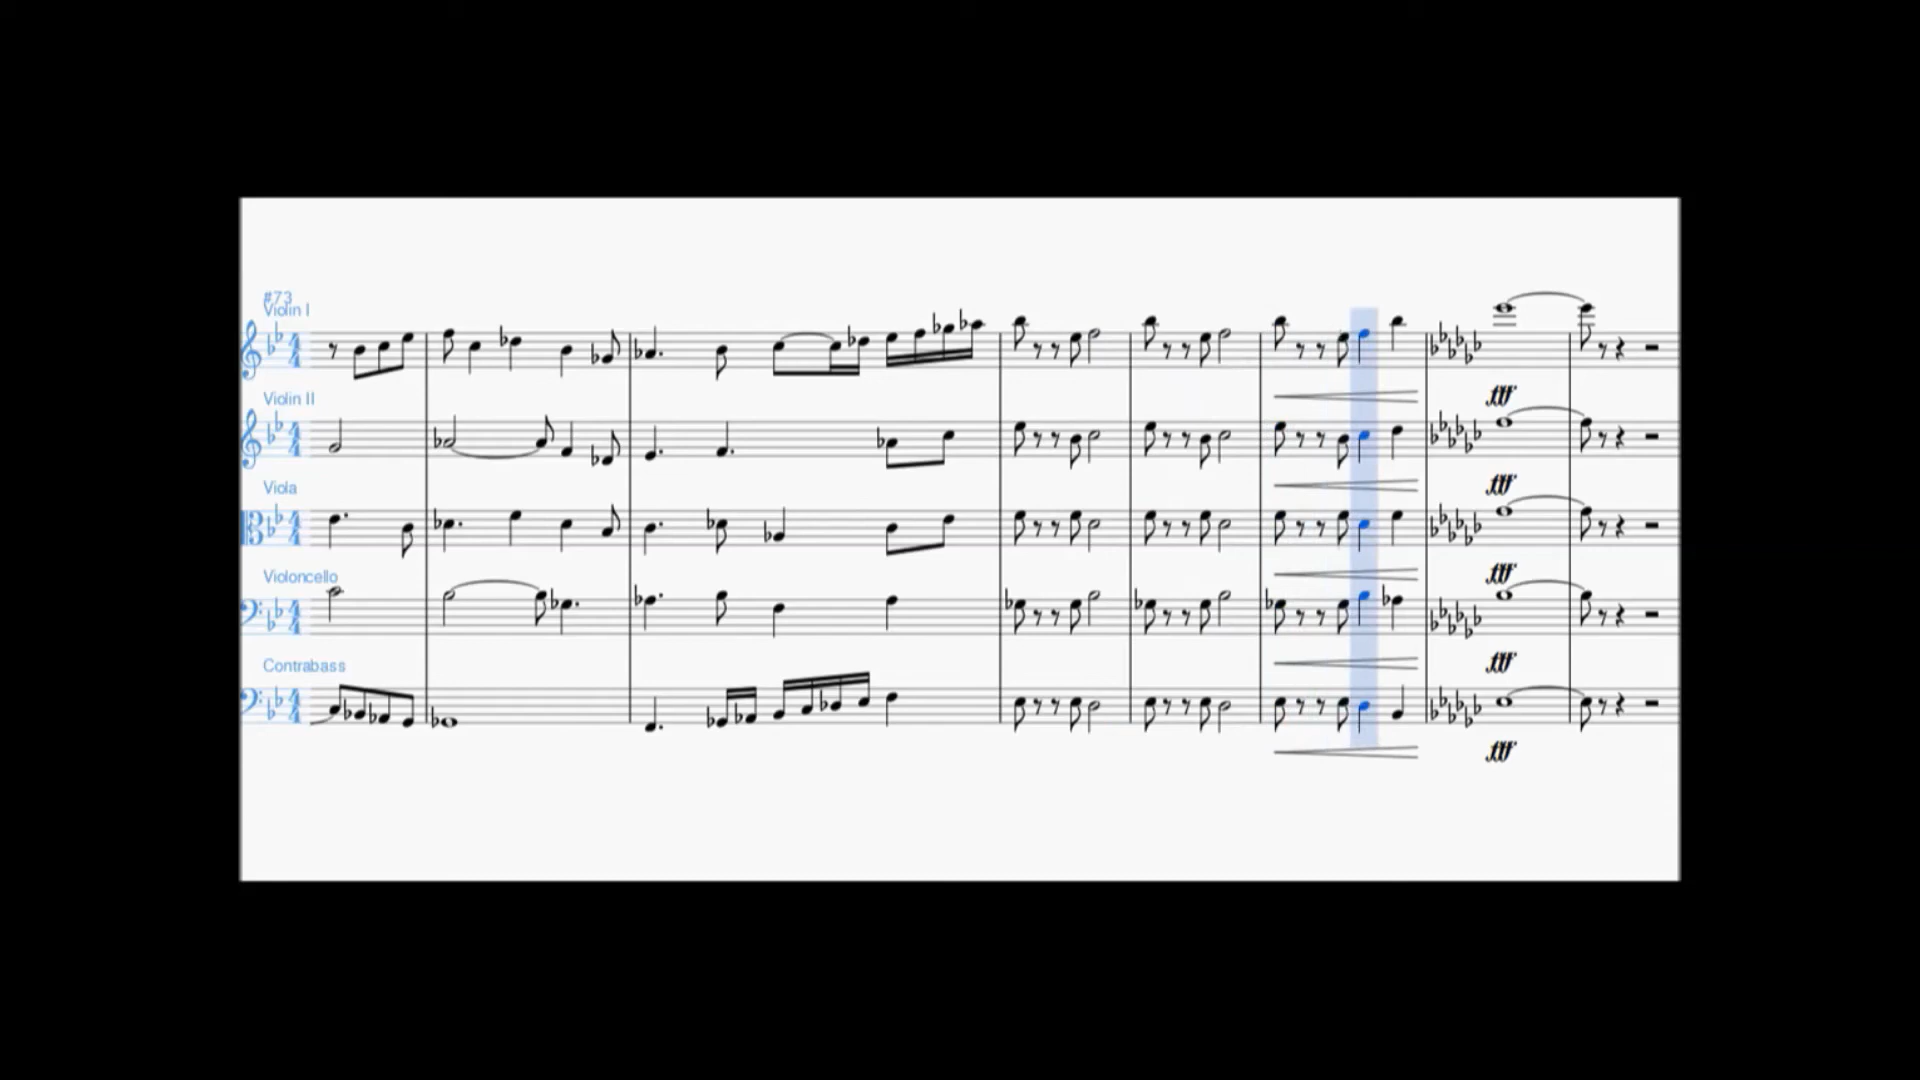 #73
Violin I
fff
Violin II
fff
Viola
fff
Violoncello
fff
Contrabass
fff